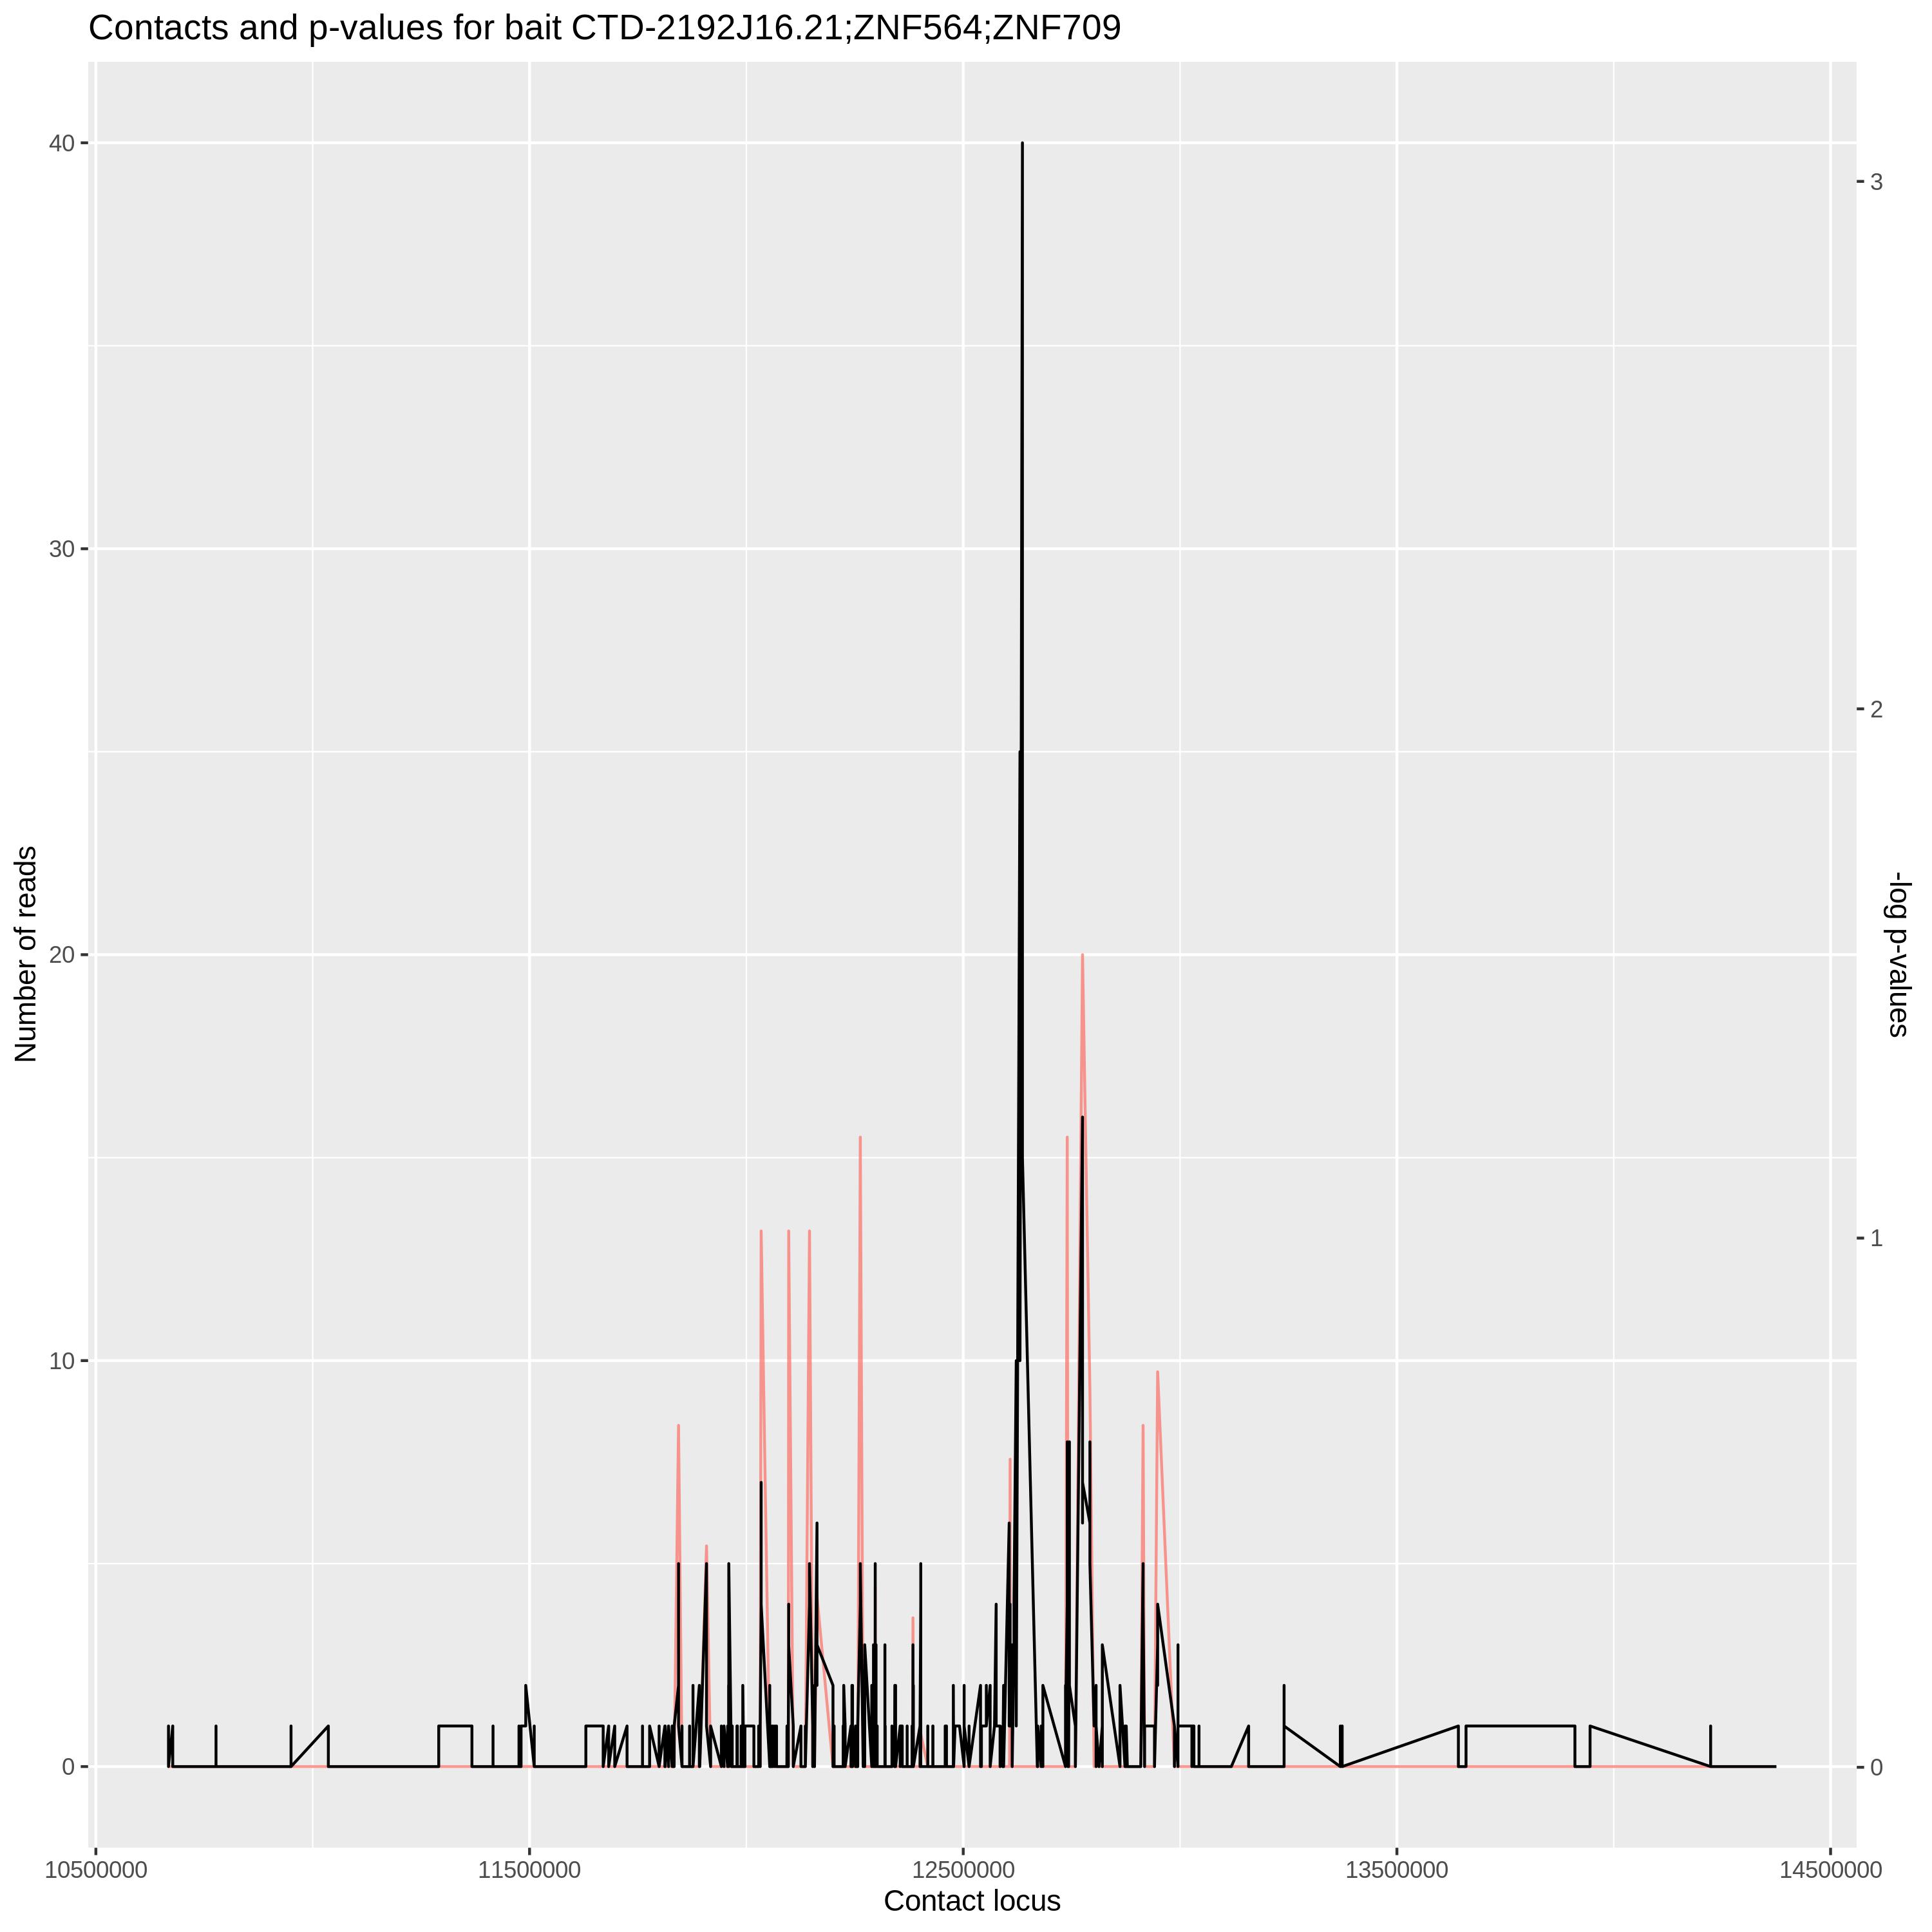 Contacts and p-values for bait CTD-2192J16.21;ZNF564;ZNF709
40
30
20
10
0
Number of reads
3
2
1
0
-log p-values
10500000 11500000 12500000 13500000 14500000
Contact locus